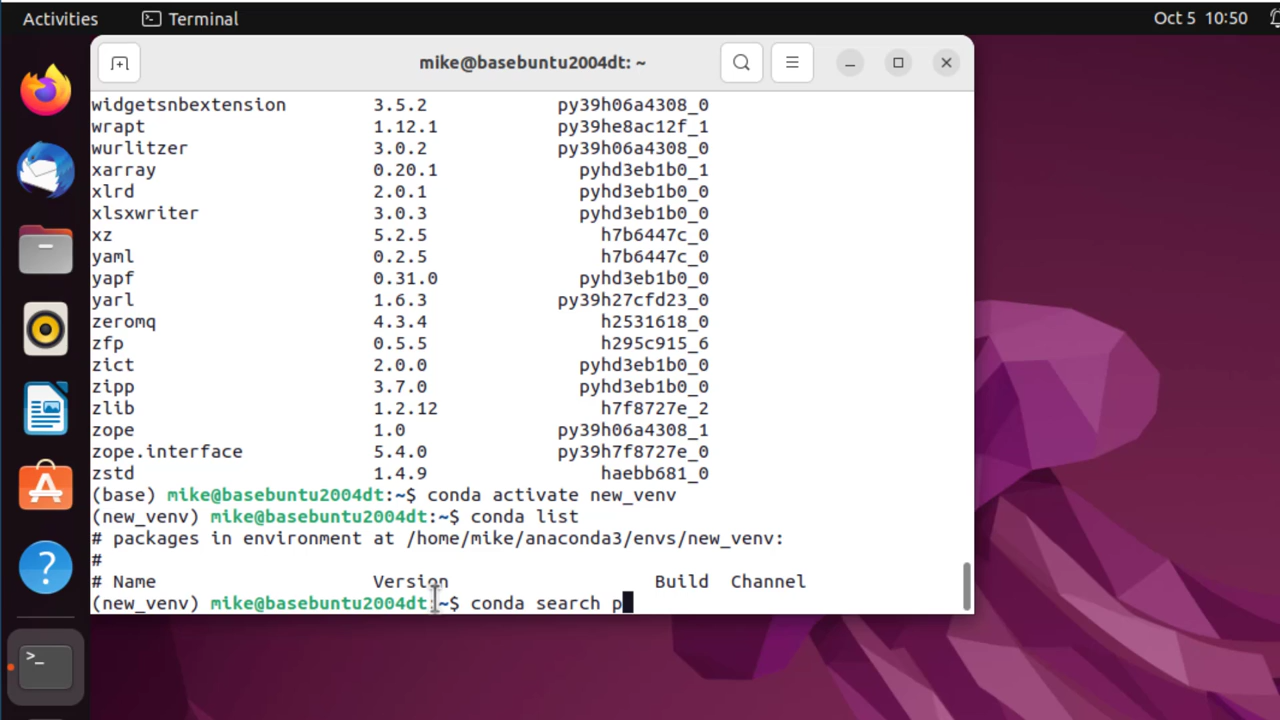 Activities Terminal Oct 5 10:50
mike@basebuntu2004dt: ~
widgetsnbextension 3.5.2 py39h06a4308_0
wrapt 1.12.1 py39he8ac12f_1
wurlitzer 3.0.2 py39h06a4308_0
xarray 0.20.1 pyhd3eb1b0_1
xlrd 2.0.1 pyhd3eb1b0_0
xlsxwriter 3.0.3 pyhd3eb1b0_0
xz 5.2.5 h7b6447c_0
yaml 0.2.5 h7b6447c_0
yapf 0.31.0 pyhd3eb1b0_0
yarl 1.6.3 py39h27cfd23_0
zeromq 4.3.4 h2531618_0
zfp 0.5.5 h295c915_6
zict 2.0.0 pyhd3eb1b0_0
zipp 3.7.0 pyhd3eb1b0_0
zlib 1.2.12 h7f8727e_2
zope 1.0 py39h06a4308_1
zope.interface 5.4.0 py39h7f8727e_0
zstd 1.4.9 haebb681_0
(base) mike@basebuntu2004dt:~$ conda activate new_venv
(new_venv) mike@basebuntu2004dt:~$ conda list
# packages in environment at /home/mike/anaconda3/envs/new_venv:
#
# Name Version Build Channel
(new_venv) mike@basebuntu2004dt:~$ conda search p